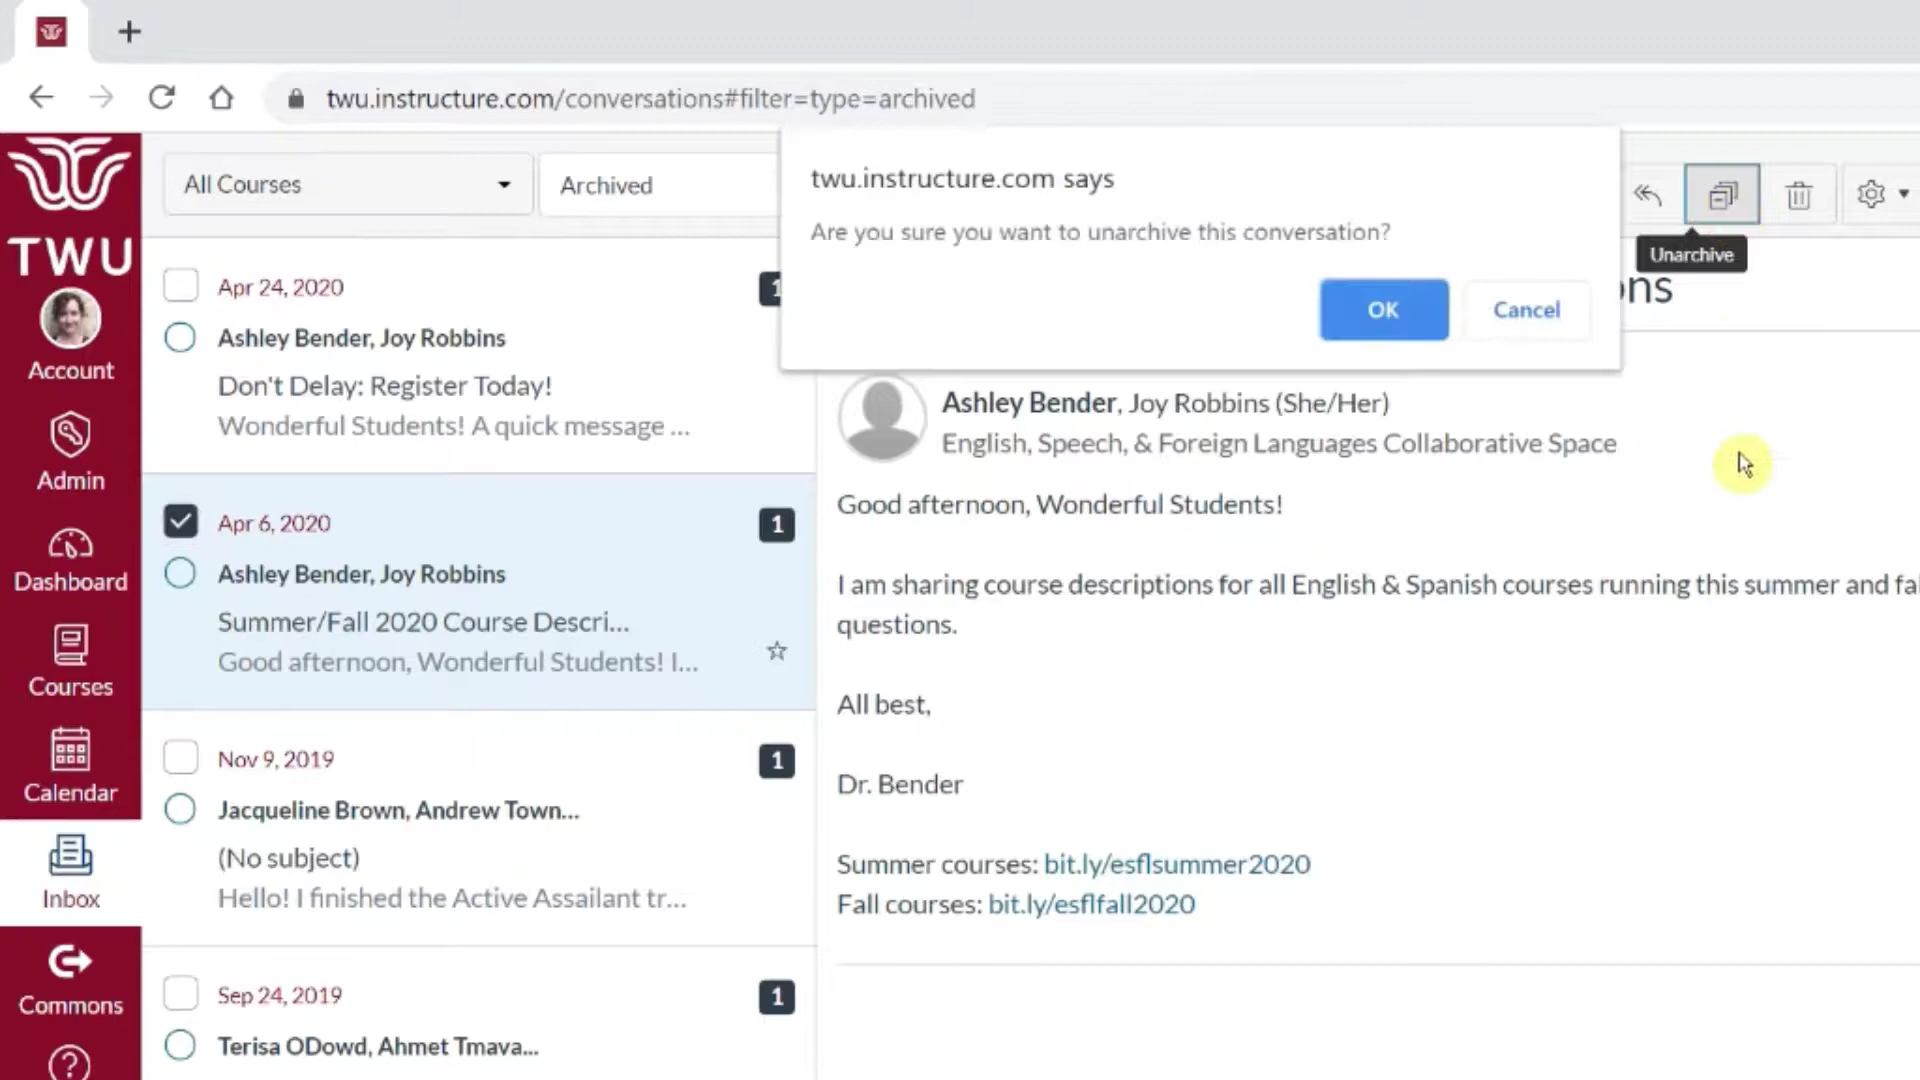 twu.instructure.com/conversations#filter=type=archived
TWU
Account
Admin
Dashboard
Courses
Calendar
Inbox
Commons
All Courses
Archived
twu.instructure.com says
Are you sure you want to unarchive this conversation?
OK
Cancel
Unarchive
Apr 24, 2020
1
Ashley Bender, Joy Robbins
Don't Delay: Register Today!
Wonderful Students! A quick message ...
Apr 6, 2020
1
Ashley Bender, Joy Robbins
Summer/Fall 2020 Course Descri...
Good afternoon, Wonderful Students! I...
Nov 9, 2019
1
Jacqueline Brown, Andrew Town...
(No subject)
Hello! I finished the Active Assailant tr...
Sep 24, 2019
1
Terisa ODowd, Ahmet Tmava...
Ashley Bender, Joy Robbins (She/Her)
English, Speech, & Foreign Languages Collaborative Space
Good afternoon, Wonderful Students!
I am sharing course descriptions for all English & Spanish courses running this summer and
questions.
All best,
Dr. Bender
Summer courses: bit.ly/esflsummer2020
Fall courses: bit.ly/esflfall2020